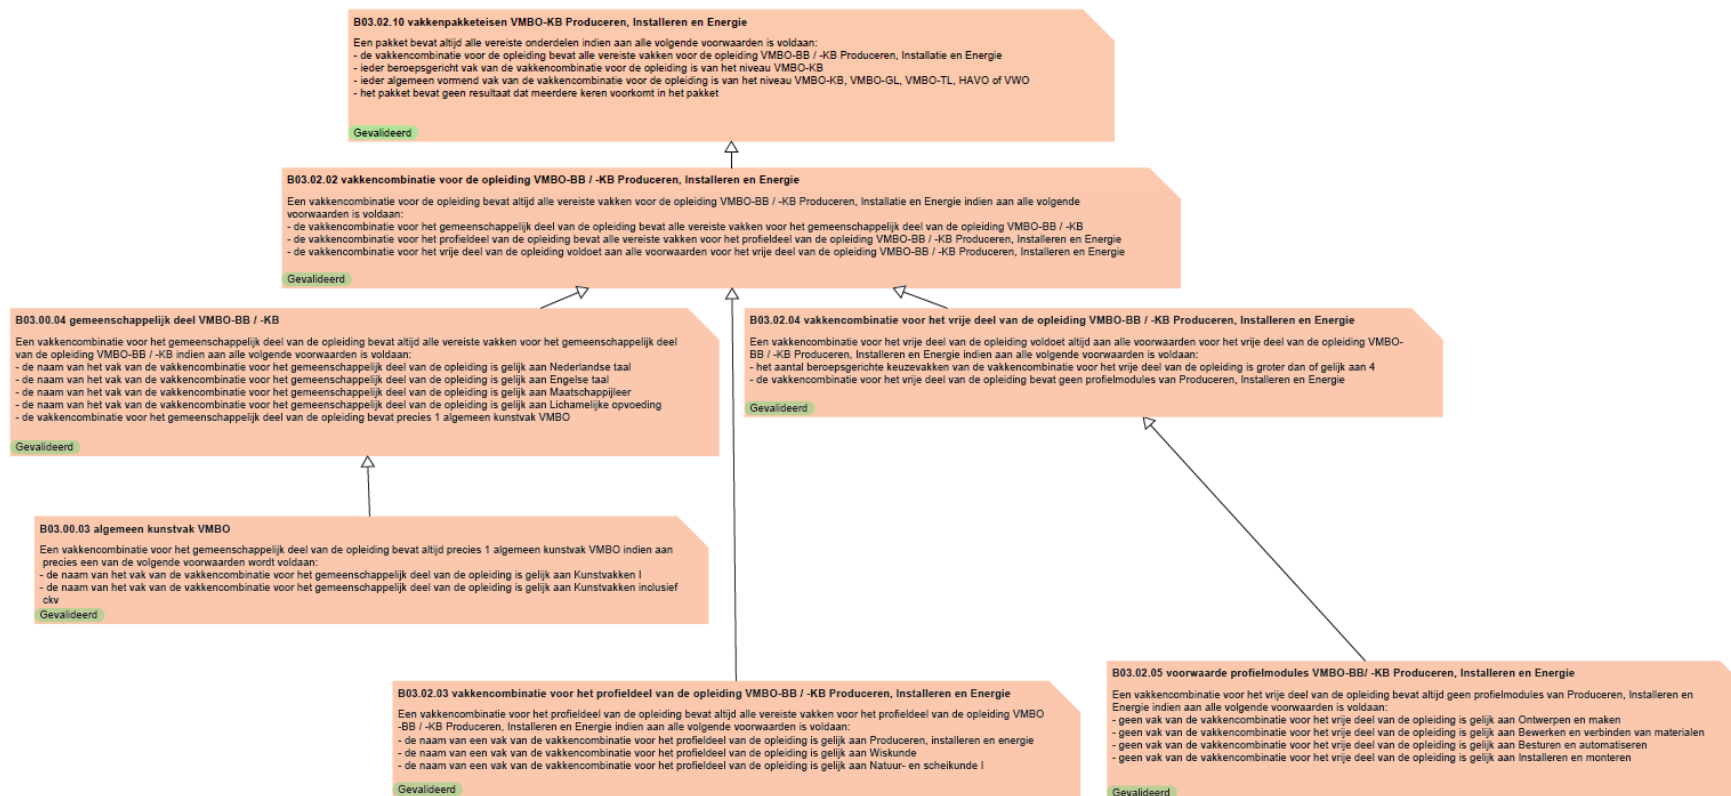 B03.02.10 vakkenpakketeisen VMBO-KB Produceren, Installeren en Energie
Een pakket bevat altijd alle vereiste onderdelen indien aan alle volgende voorwaarden is voldaan:
- de vakkencombinatie voor de opleiding bevat alle vereiste vakken voor de opleiding VMBO-BB / -KB Produceren, Installatie en Energie
- ieder beroepsgericht vak van de vakkencombinatie voor de opleiding is van het niveau VMBO-KB
- ieder algemeen vormend vak van de vakkencombinatie voor de opleiding is van het niveau VMBO-KB, VMBO-GL, VMBO-TL, HAVO of VWO
- het pakket bevat geen resultaat dat meerdere keren voorkomt in het pakket
Gevalideerd
B03.02.02 vakkencombinatie voor de opleiding VMBO-BB / -KB Produceren, Installeren en Energie
Een vakkencombinatie voor de opleiding bevat altijd alle vereiste vakken voor de opleiding VMBO-BB / -KB Produceren, Installatie en Energie indien aan alle volgende
voorwaarden is voldaan:
- de vakkencombinatie voor het gemeenschappelijk deel van de opleiding bevat alle vereiste vakken voor het gemeenschappelijk deel van de opleiding VMBO-BB / -KB
- de vakkencombinatie voor het profieldeel van de opleiding bevat alle vereiste vakken voor het profieldeel van de opleiding VMBO-BB / -KB Produceren, Installeren en Energie
- de vakkencombinatie voor het vrije deel van de opleiding voldoet aan alle voorwaarden voor het vrije deel van de opleiding VMBO-BB / -KB Produceren, Installeren en Energie
Gevalideerd
B03.00.04 gemeenschappelijk deel VMBO-BB / -KB
Een vakkencombinatie voor het gemeenschappelijk deel van de opleiding bevat altijd alle vereiste vakken voor het gemeenschappelijk deel
van de opleiding VMBO-BB / -KB indien aan alle volgende voorwaarden is voldaan:
- de naam van het vak van de vakkencombinatie voor het gemeenschappelijk deel van de opleiding is gelijk aan Nederlandse taal
- de naam van het vak van de vakkencombinatie voor het gemeenschappelijk deel van de opleiding is gelijk aan Engelse taal
- de naam van het vak van de vakkencombinatie voor het gemeenschappelijk deel van de opleiding is gelijk aan Maatschappijleer
- de naam van het vak van de vakkencombinatie voor het gemeenschappelijk deel van de opleiding is gelijk aan Lichamelijke opvoeding
- de vakkencombinatie voor het gemeenschappelijk deel van de opleiding bevat precies 1 algemeen kunstvak VMBO
Gevalideerd
B03.02.04 vakkencombinatie voor het vrije deel van de opleiding VMBO-BB / -KB Produceren, Installeren en Energie
Een vakkencombinatie voor het vrije deel van de opleiding voldoet altijd aan alle voorwaarden voor het vrije deel van de opleiding VMBO-
BB / -KB Produceren, Installeren en Energie indien aan alle volgende voorwaarden is voldaan:
- het aantal beroepsgerichte keuzevakken van de vakkencombinatie voor het vrije deel van de opleiding is groter dan of gelijk aan 4
- de vakkencombinatie voor het vrije deel van de opleiding bevat geen profielmodules van Produceren, Installeren en Energie
Gevalideerd
B03.00.03 algemeen kunstvak VMBO
Een vakkencombinatie voor het gemeenschappelijk deel van de opleiding bevat altijd precies 1 algemeen kunstvak VMBO indien aan
precies een van de volgende voorwaarden wordt voldaan:
- de naam van het vak van de vakkencombinatie voor het gemeenschappelijk deel van de opleiding is gelijk aan Kunstvakken I
- de naam van het vak van de vakkencombinatie voor het gemeenschappelijk deel van de opleiding is gelijk aan Kunstvakken inclusief
ckv
Gevalideerd
B03.02.03 vakkencombinatie voor het profieldeel van de opleiding VMBO-BB / -KB Produceren, Installeren en Energie
Een vakkencombinatie voor het profieldeel van de opleiding bevat altijd alle vereiste vakken voor het profieldeel van de opleiding VMBO
-BB / -KB Produceren, Installeren en Energie indien aan alle volgende voorwaarden is voldaan:
- de naam van een vak van de vakkencombinatie voor het profieldeel van de opleiding is gelijk aan Produceren, installeren en energie
- de naam van een vak van de vakkencombinatie voor het profieldeel van de opleiding is gelijk aan Wiskunde
- de naam van een vak van de vakkencombinatie voor het profieldeel van de opleiding is gelijk aan Natuur- en scheikunde I
Gevalideerd
B03.02.05 voorwaarde profielmodules VMBO-BB/ -KB Produceren, Installeren en Energie
Een vakkencombinatie voor het vrije deel van de opleiding bevat altijd geen profielmodules van Produceren, Installeren en
Energie indien aan alle volgende voorwaarden is voldaan:
- geen vak van de vakkencombinatie voor het vrije deel van de opleiding is gelijk aan Ontwerpen en maken
- geen vak van de vakkencombinatie voor het vrije deel van de opleiding is gelijk aan Bewerken en verbinden van materialen
- geen vak van de vakkencombinatie voor het vrije deel van de opleiding is gelijk aan Besturen en automatiseren
- geen vak van de vakkencombinatie voor het vrije deel van de opleiding is gelijk aan Installeren en monteren
Gevalideerd